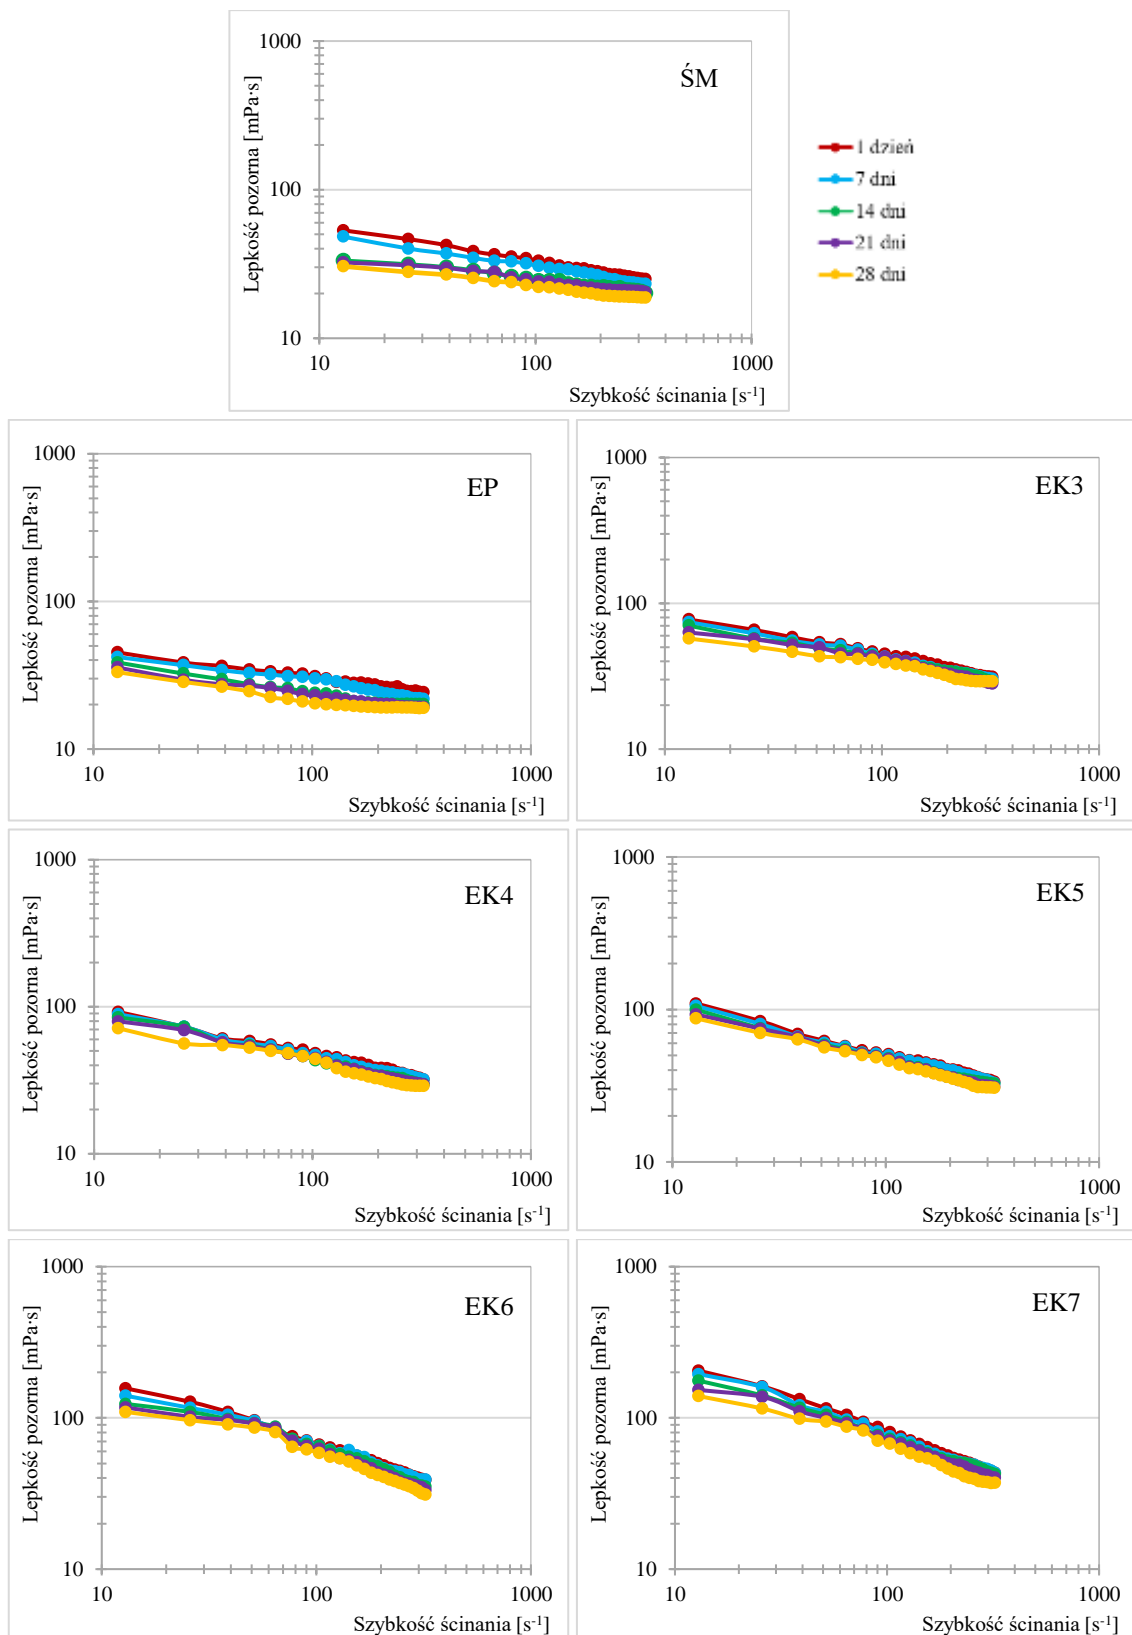 Lepkość pozorna [mPa·s]
1000
100
10
ŚM
10
100
1000
Szybkość ścinania [s⁻¹]
1 dzień
7 dni
14 dni
21 dni
28 dni
Lepkość pozorna [mPa·s]
1000
100
10
EP
10
100
1000
Szybkość ścinania [s⁻¹]
Lepkość pozorna [mPa·s]
1000
100
10
EK3
10
100
1000
Szybkość ścinania [s⁻¹]
Lepkość pozorna [mPa·s]
1000
100
10
EK4
10
100
1000
Szybkość ścinania [s⁻¹]
Lepkość pozorna [mPa·s]
1000
100
10
EK5
10
100
1000
Szybkość ścinania [s⁻¹]
Lepkość pozorna [mPa·s]
1000
100
10
EK6
10
100
1000
Szybkość ścinania [s⁻¹]
Lepkość pozorna [mPa·s]
1000
100
10
EK7
10
100
1000
Szybkość ścinania [s⁻¹]